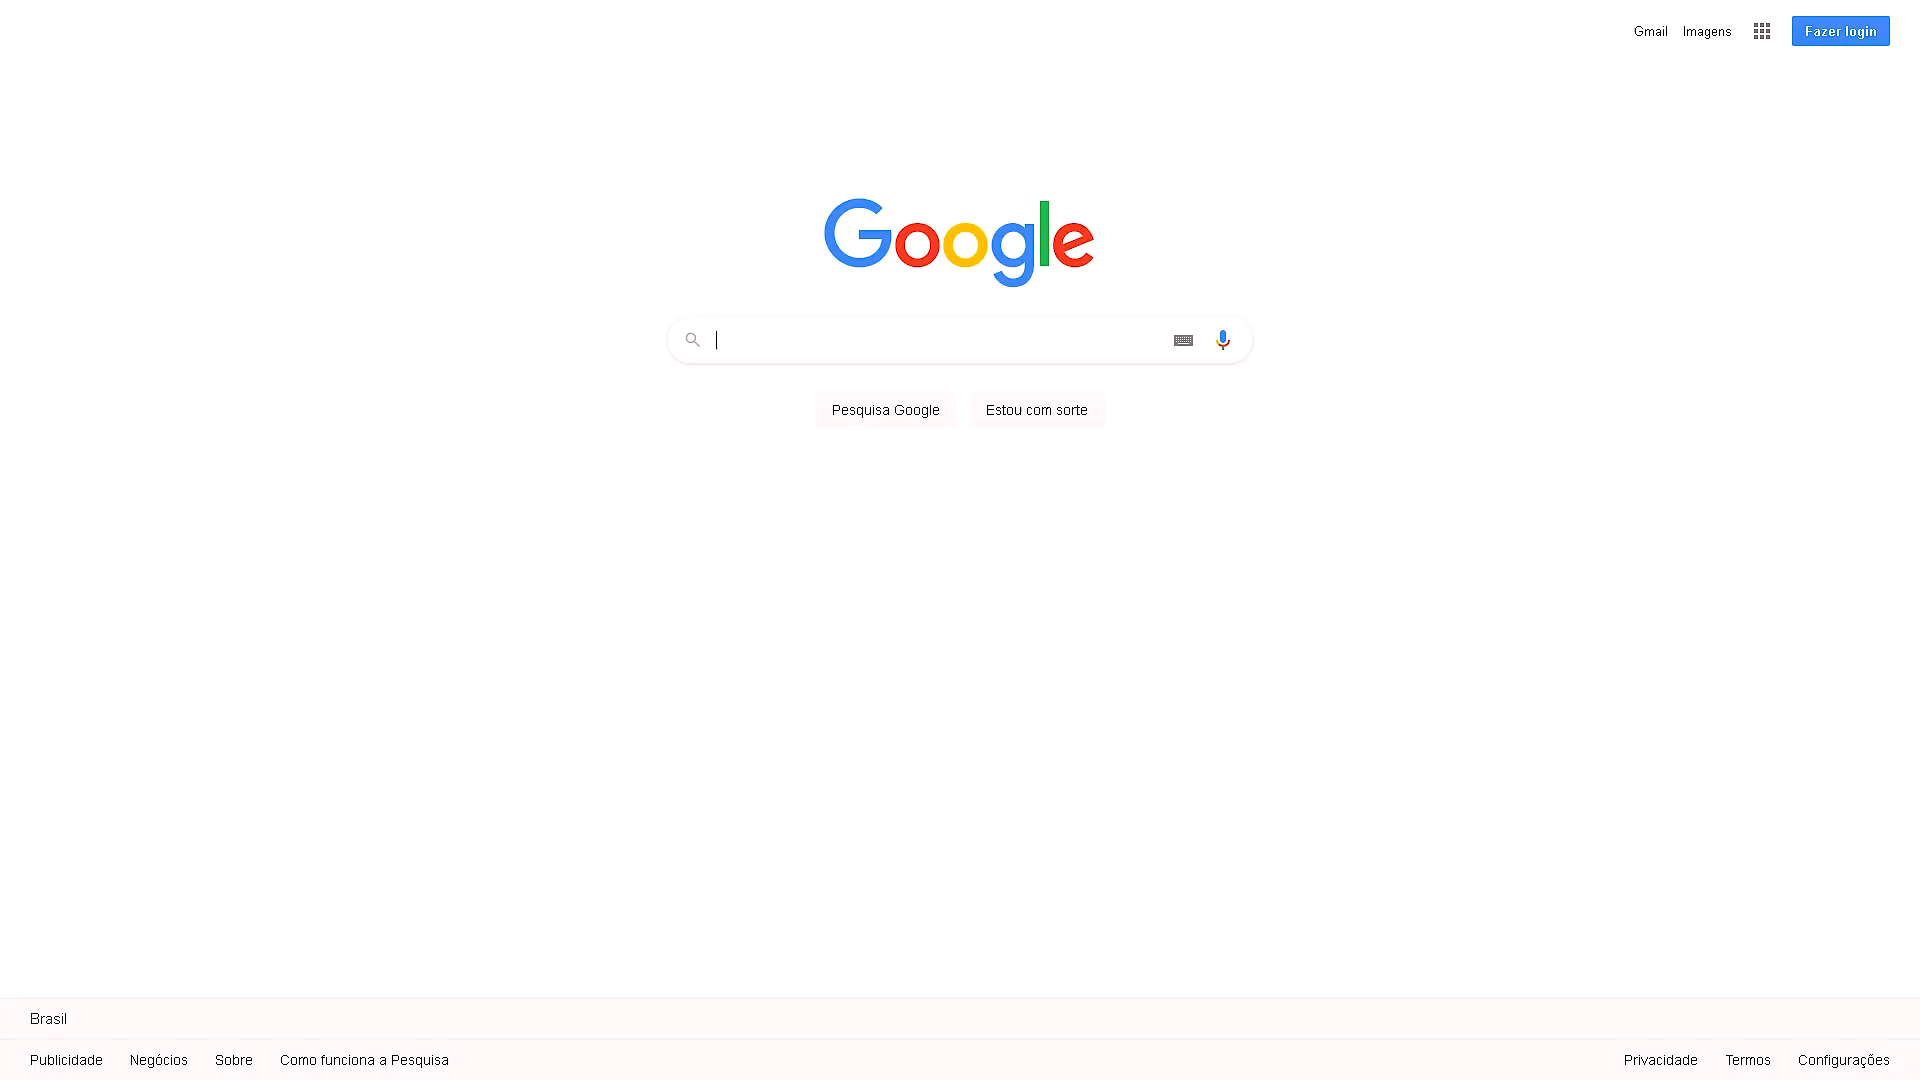 Gmail Imagens Fazer login
Google
Pesquisa Google Estou com sorte
Brasil
Publicidade Negócios Sobre Como funciona a Pesquisa Privacidade Termos Configurações